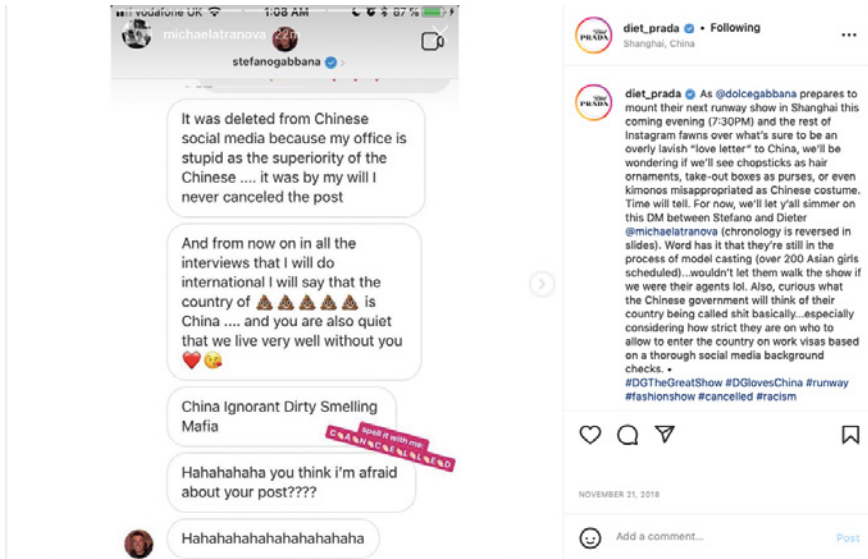 vodafone UK 1:08 AM 87%
michaelatranova 22m
stefanogabbana
It was deleted from Chinese
social media because my office is
stupid as the superiority of the
Chinese .... it was by my will I
never canceled the post
And from now on in all the
interviews that I will do
international I will say that the
country of 💩💩💩💩💩 is
China .... and you are also quiet
that we live very well without you
❤️😘
China Ignorant Dirty Smelling
Mafia
spell it with me:
C🥟A🥟N🥟C🥟E🥟L🥟L🥟E🥟D
Hahahahaha you think i'm afraid
about your post????
Hahahahahahahahahahaha
diet_prada • Following
Shanghai, China
...
PRADA
PRADA
diet_prada As @dolcegabbana prepares to
mount their next runway show in Shanghai this
coming evening (7:30PM) and the rest of
Instagram fawns over what's sure to be an
overly lavish "love letter" to China, we'll be
wondering if we'll see chopsticks as hair
ornaments, take-out boxes as purses, or even
kimonos misappropriated as Chinese costume.
Time will tell. For now, we'll let y'all simmer on
this DM between Stefano and Dieter
@michaelatranova (chronology is reversed in
slides). Word has it that they're still in the
process of model casting (over 200 Asian girls
scheduled)...wouldn't let them walk the show if
we were their agents lol. Also, curious what
the Chinese government will think of their
country being called shit basically...especially
considering how strict they are on who to
allow to enter the country on work visas based
on a thorough social media background
checks. •
#DGTheGreatShow #DGlovesChina #runway
#fashionshow #cancelled #racism
NOVEMBER 21, 2018
Add a comment... Post